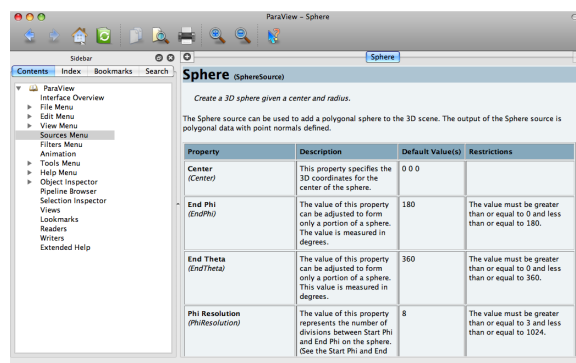 ParaView – Sphere
Sidebar
Sphere
Contents Index Bookmarks Search
ParaView
Interface Overview
File Menu
Edit Menu
View Menu
Sources Menu
Filters Menu
Animation
Tools Menu
Help Menu
Object Inspector
Pipeline Browser
Selection Inspector
Views
Lookmarks
Readers
Writers
Extended Help
Sphere (SphereSource)
Create a 3D sphere given a center and radius.
The Sphere source can be used to add a polygonal sphere to the 3D scene. The output of the Sphere source is
polygonal data with point normals defined.
Property Description Default Value(s) Restrictions
Center
(Center)
This property specifies the
3D coordinates for the
center of the sphere.
0 0 0
End Phi
(EndPhi)
The value of this property
can be adjusted to form
only a portion of a sphere.
The value is measured in
degrees.
180
The value must be greater
than or equal to 0 and less
than or equal to 180.
End Theta
(EndTheta)
The value of this property
can be adjusted to form
only a portion of a sphere.
This value is measured in
degrees.
360
The value must be greater
than or equal to 0 and less
than or equal to 360.
Phi Resolution
(PhiResolution)
The value of this property
represents the number of
divisions between Start Phi
and End Phi on the sphere.
(See the Start Phi and End
8
The value must be greater
than or equal to 3 and less
than or equal to 1024.